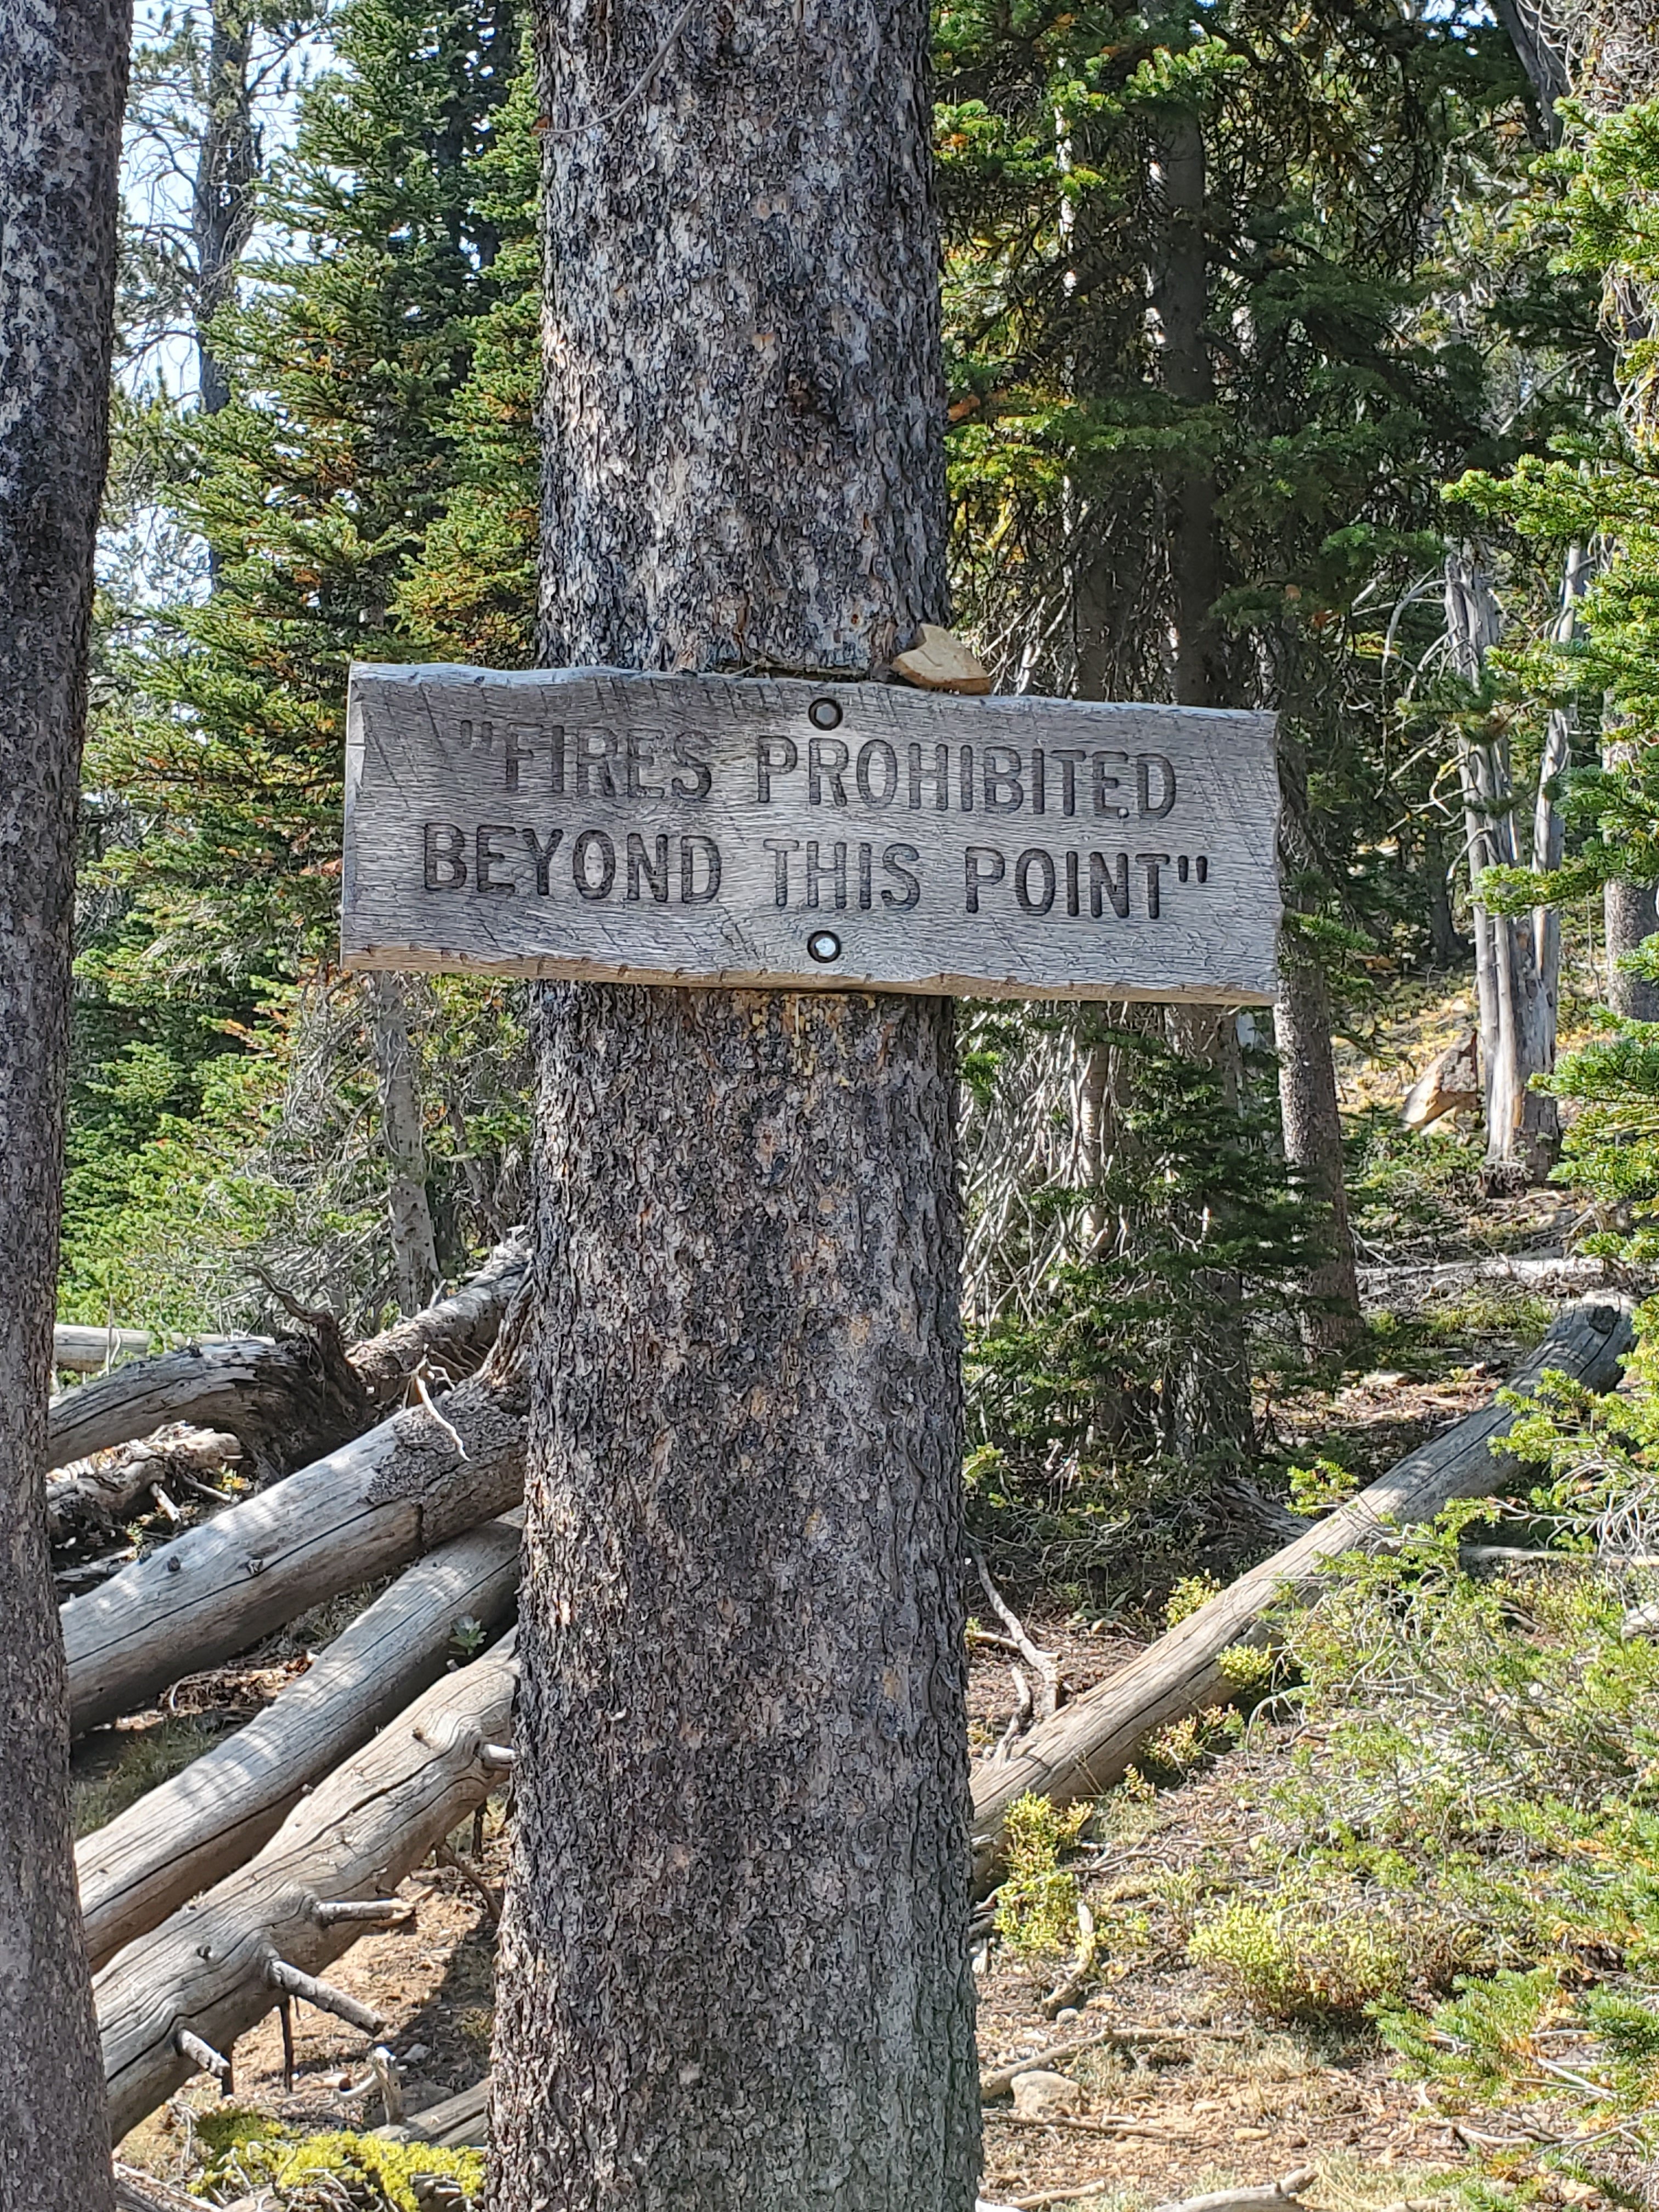 "FIRES PROHIBITED
BEYOND THIS POINT"